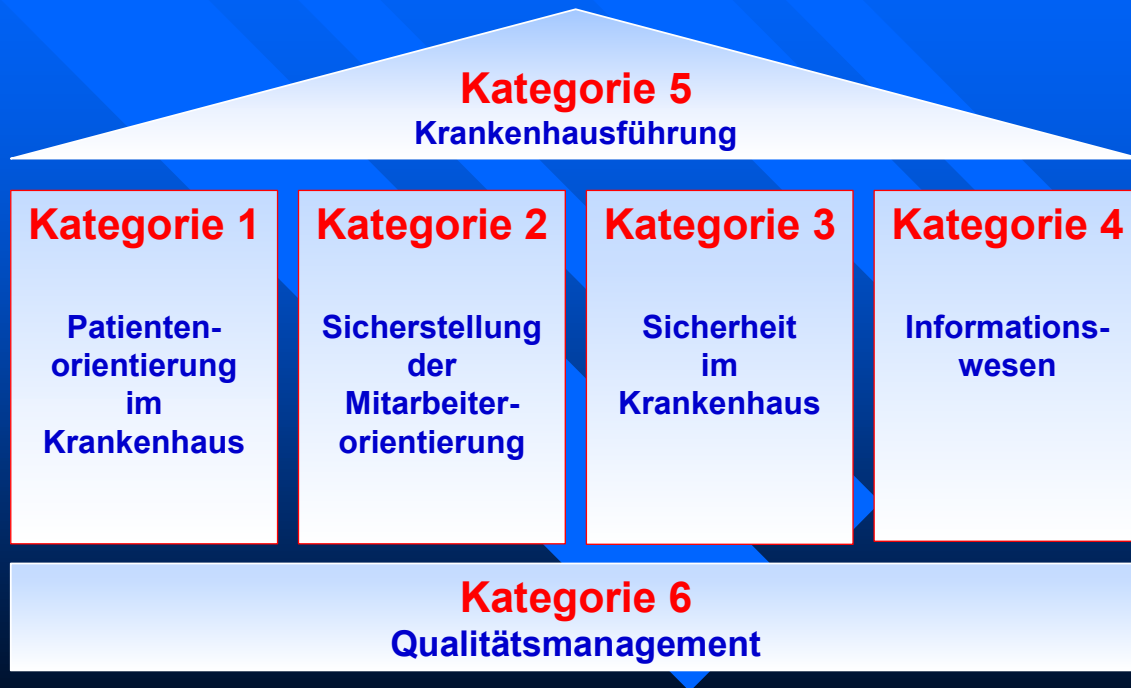 Kategorie 5
Krankenhausführung
Kategorie 1
Patienten-
orientierung
im
Krankenhaus
Kategorie 2
Sicherstellung
der
Mitarbeiter-
orientierung
Kategorie 3
Sicherheit
im
Krankenhaus
Kategorie 4
Informations-
wesen
Kategorie 6
Qualitätsmanagement